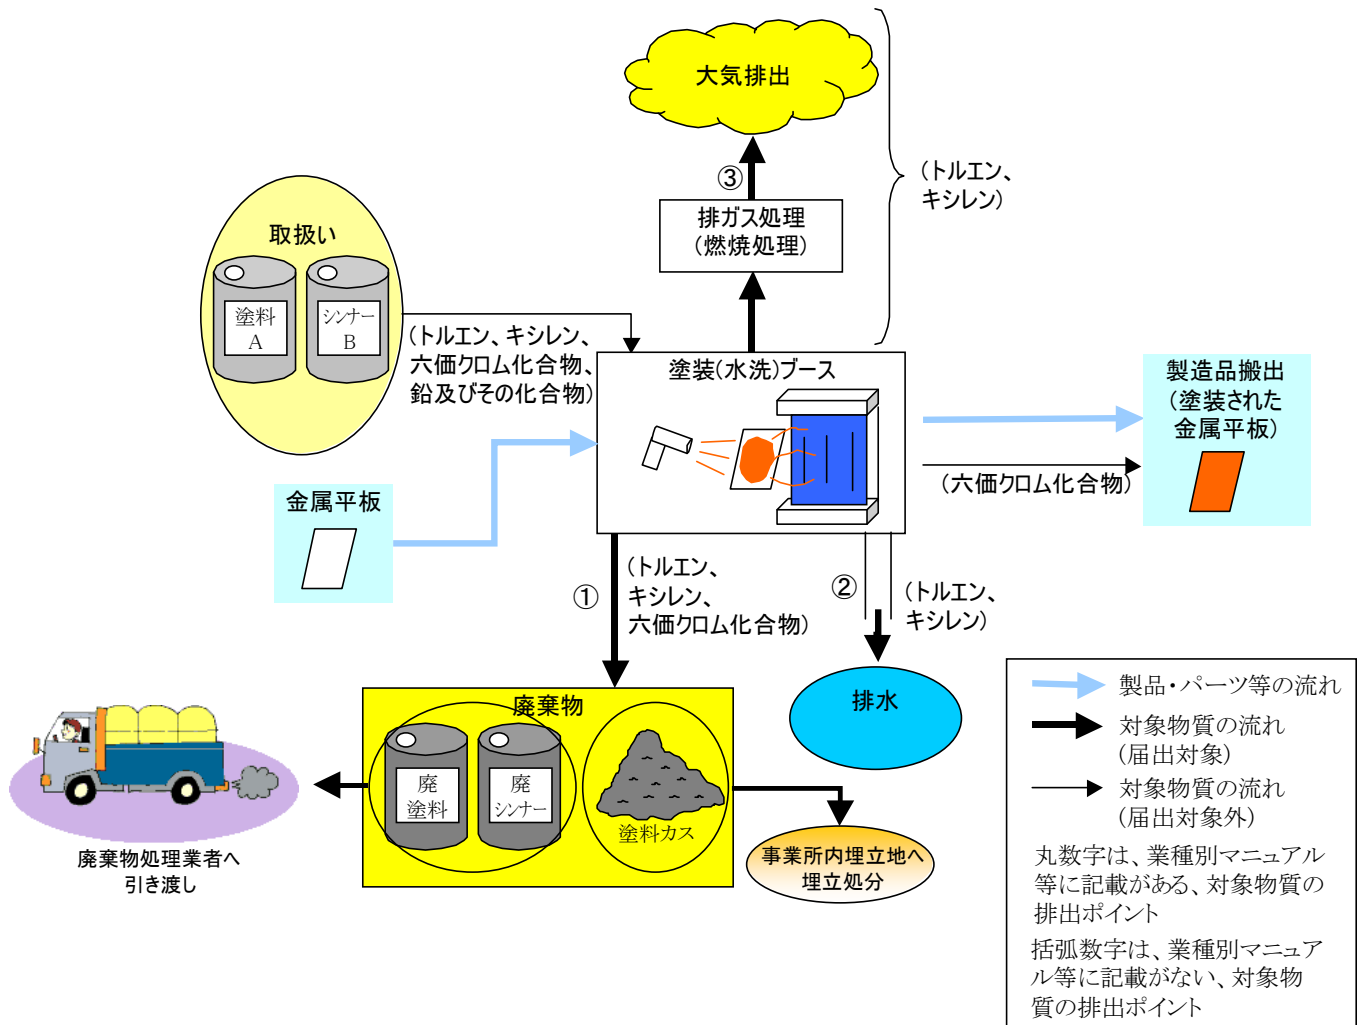 大気排出
③
(トルエン、
キシレン)
排ガス処理
(燃焼処理)
取扱い
塗料
A
シンナー
B
(トルエン、キシレン、
六価クロム化合物、
鉛及びその化合物)
塗装(水洗)ブース
製造品搬出
(塗装された
金属平板)
(六価クロム化合物)
金属平板
①
(トルエン、
キシレン、
六価クロム化合物)
②
(トルエン、
キシレン)
廃棄物
廃
塗料
廃
シンナー
塗料カス
排水
廃棄物処理業者へ
引き渡し
事業所内埋立地へ
埋立処分
製品・パーツ等の流れ
対象物質の流れ
(届出対象)
対象物質の流れ
(届出対象外)
丸数字は、業種別マニュアル
等に記載がある、対象物質の
排出ポイント
括弧数字は、業種別マニュア
ル等に記載がない、対象物
質の排出ポイント